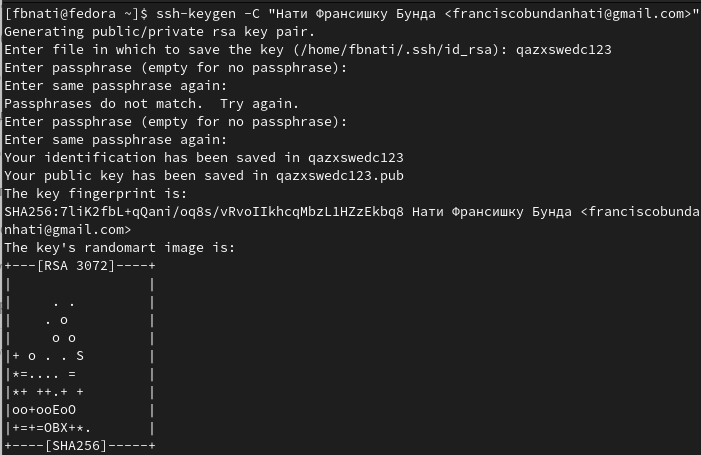 [fbnati@fedora ~]$ ssh-keygen -C "Нати Франсишку Бунда <franciscobundanhati@gmail.com>"
Generating public/private rsa key pair.
Enter file in which to save the key (/home/fbnati/.ssh/id_rsa): qazxswedc123
Enter passphrase (empty for no passphrase):
Enter same passphrase again:
Passphrases do not match.  Try again.
Enter passphrase (empty for no passphrase):
Enter same passphrase again:
Your identification has been saved in qazxswedc123
Your public key has been saved in qazxswedc123.pub
The key fingerprint is:
SHA256:7liK2fbL+qQani/oq8s/vRvoIIkhcqMbzL1HZzEkbq8 Нати Франсишку Бунда <franciscobunda
nhati@gmail.com>
The key's randomart image is:
+---[RSA 3072]----+
|                 |
|     . .         |
|    . o          |
|     o o         |
|+ o . . S        |
|*=.... =         |
|*+ ++.+ +        |
|oo+ooEoO         |
|+=+=OBX+*.       |
+----[SHA256]-----+